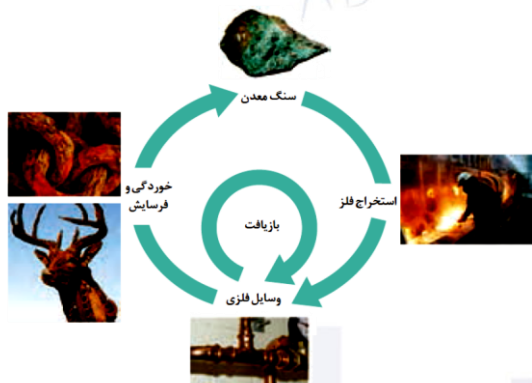 سنگ معدن
استخراج فلز
وسایل فلزی
خوردگی و
فرسایش
بازیافت